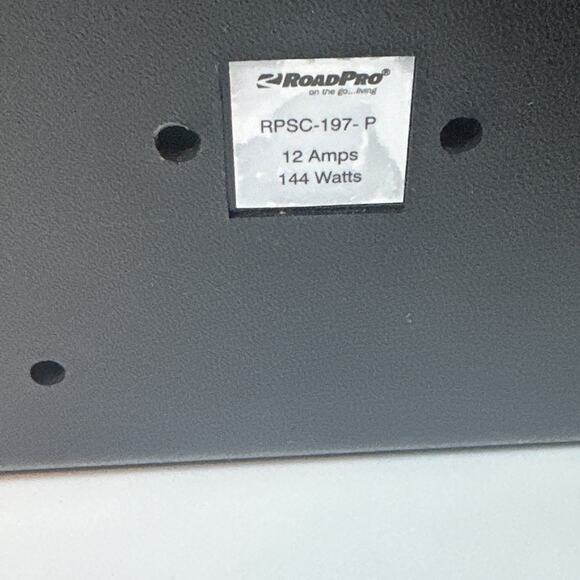 ROADPRO®
on the go...living
RPSC-197- P
12 Amps
144 Watts